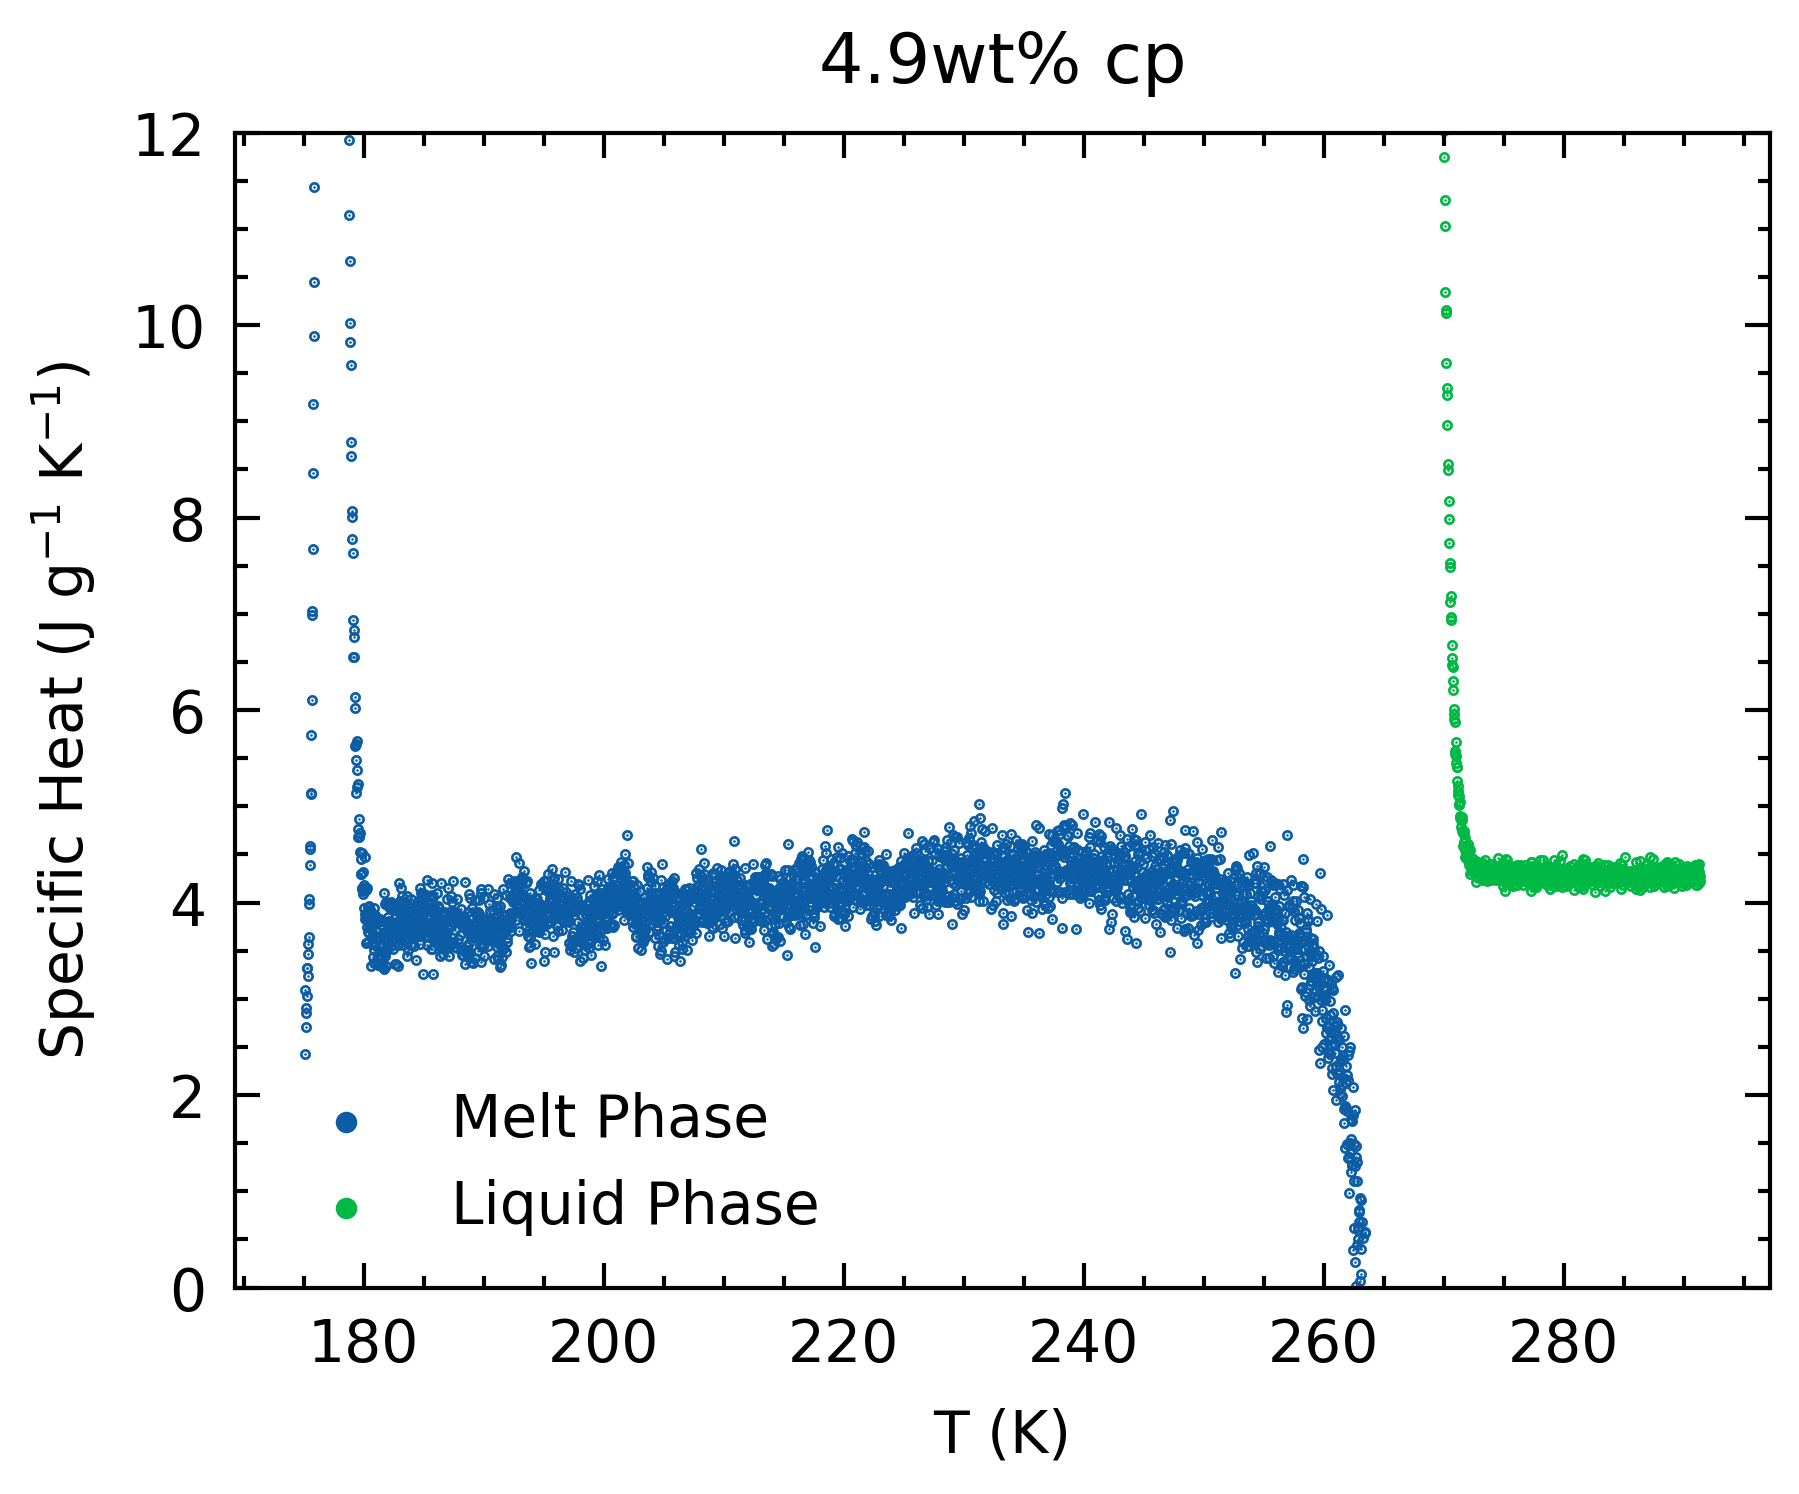 4.9wt% cp
12
10
8
6
4
2
0
Specific Heat (J g⁻¹ K⁻¹)
Melt Phase
Liquid Phase
180 200 220 240 260 280
T (K)